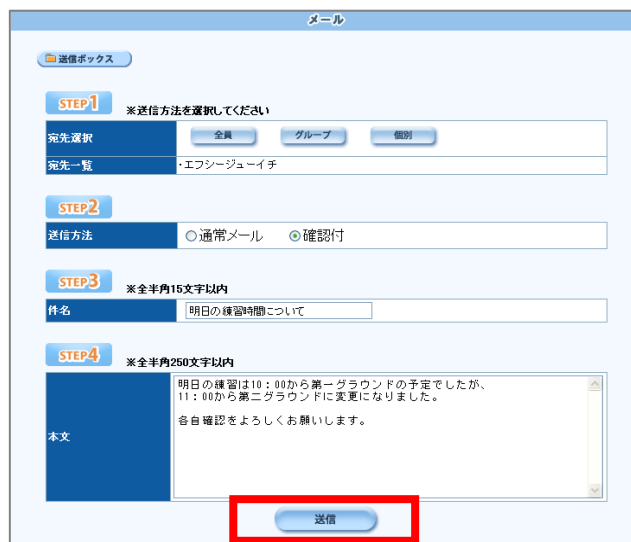 メール
送信ボックス
STEP1 ※送信方法を選択してください
宛先選択 全員 グループ 個別
宛先一覧 ・エフシージューイチ
STEP2
送信方法 通常メール 確認付
STEP3 ※全半角15文字以内
件名 明日の練習時間について
STEP4 ※全半角250文字以内
本文
明日の練習は10：00から第一グラウンドの予定でしたが、
11：00から第二グラウンドに変更になりました。
各自確認をよろしくお願いします。
送信